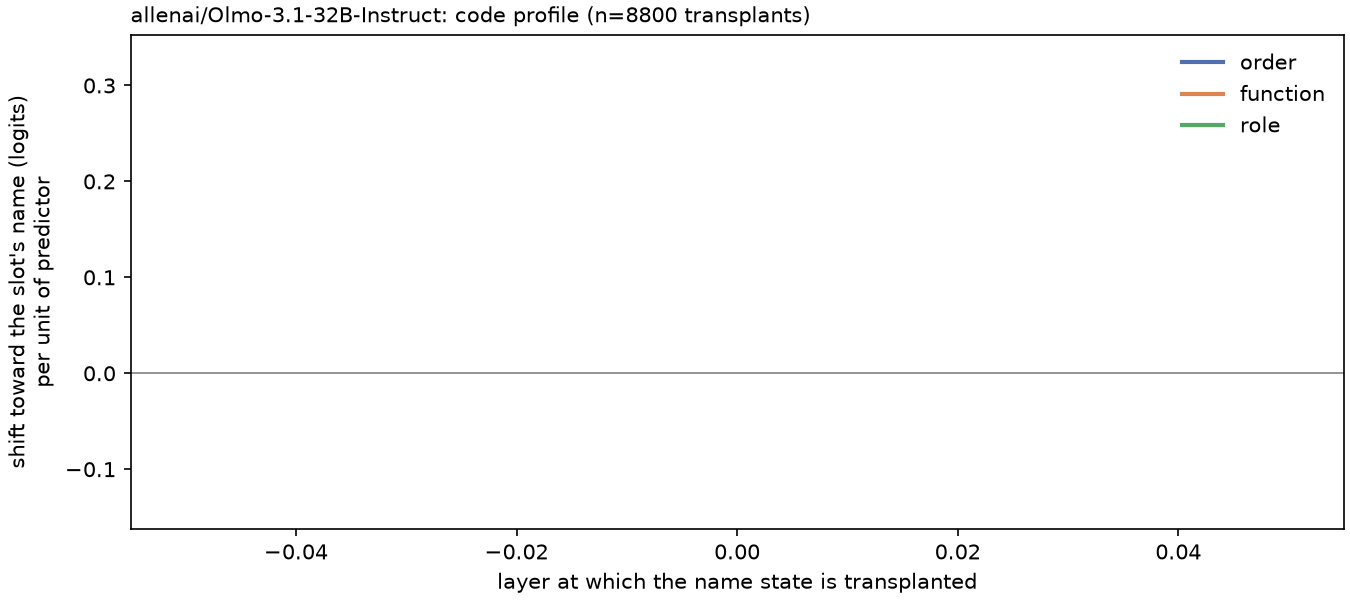 allenai/Olmo-3.1-32B-Instruct: code profile (n=8800 transplants)
order
function
role
shift toward the slot's name (logits)
per unit of predictor
0.3
0.2
0.1
0.0
−0.1
−0.04
−0.02
0.00
0.02
0.04
layer at which the name state is transplanted